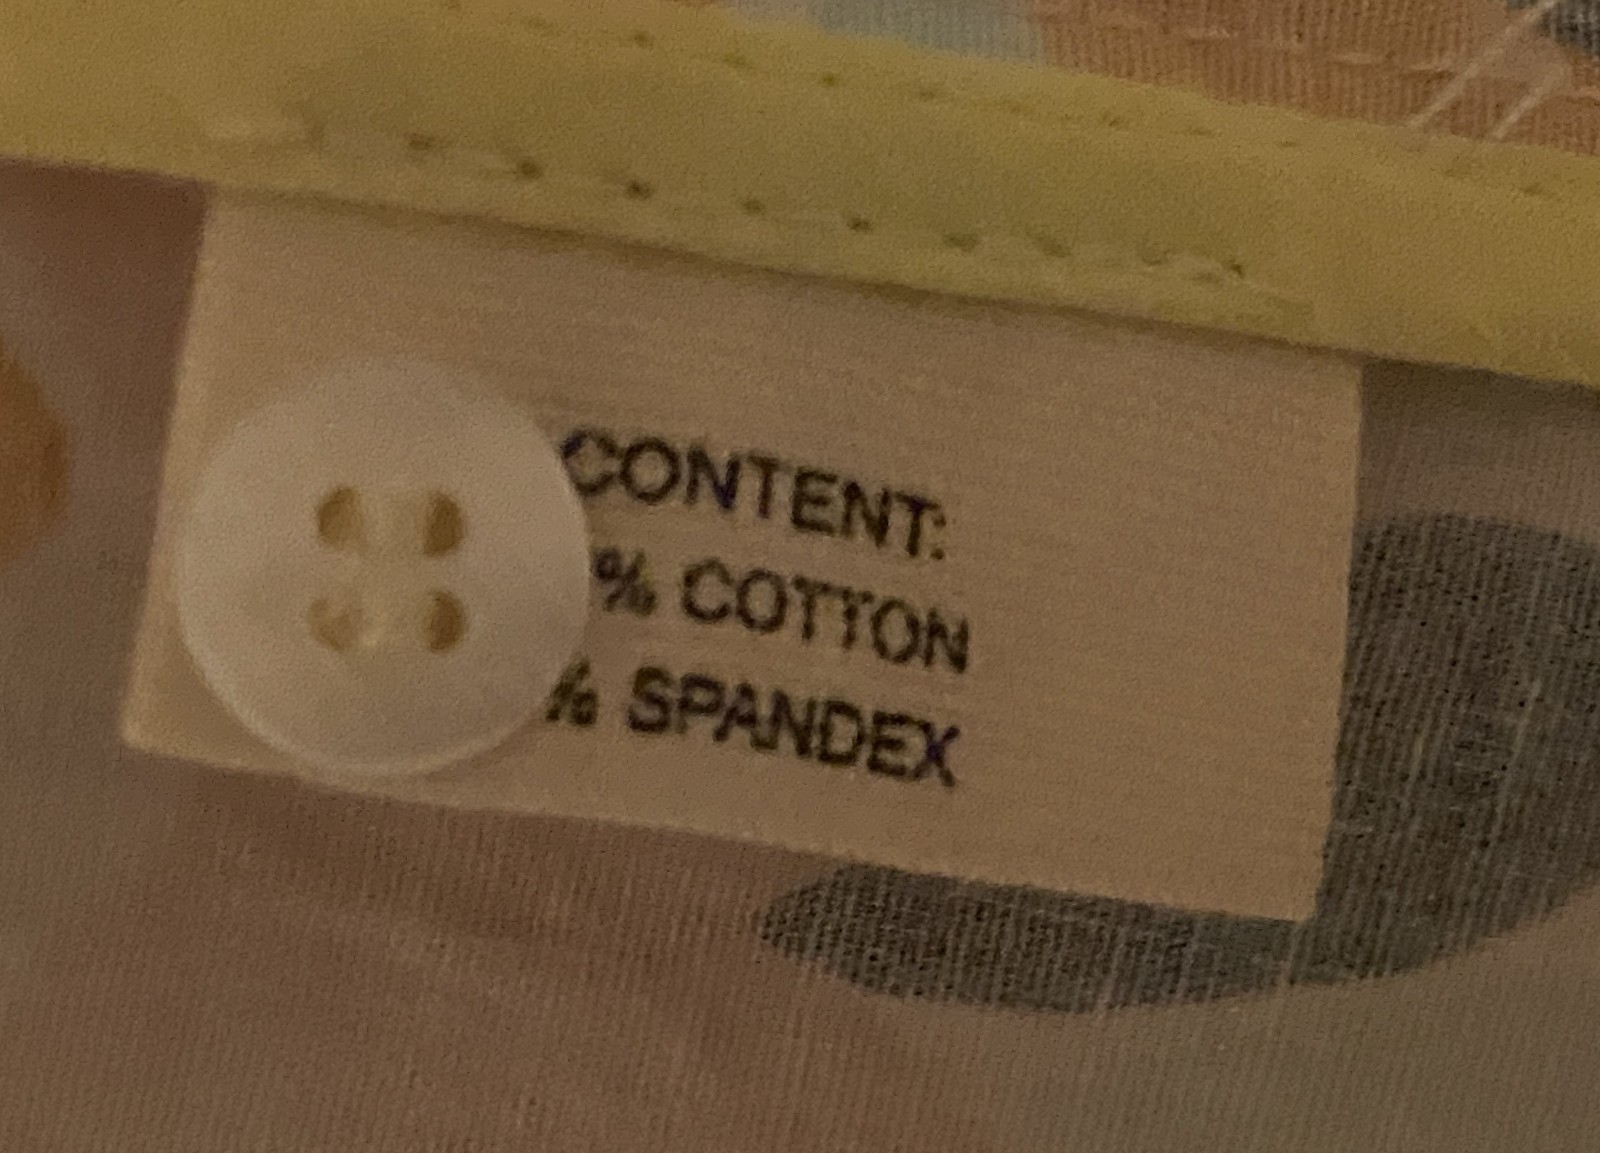 CONTENT:
% COTTON
% SPANDEX